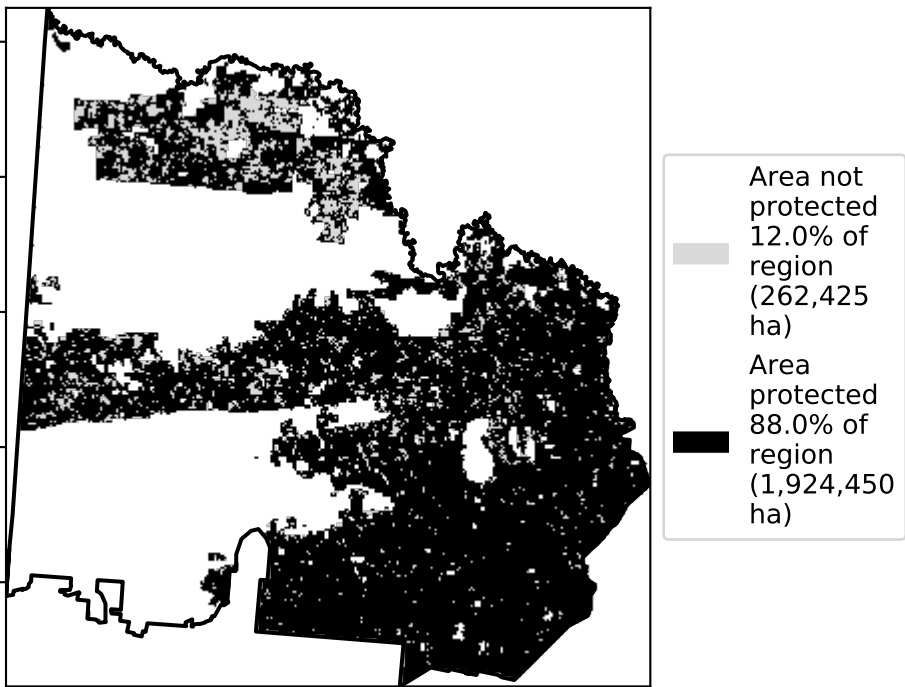 Area not
protected
12.0% of
region
(262,425
ha)
Area
protected
88.0% of
region
(1,924,450
ha)